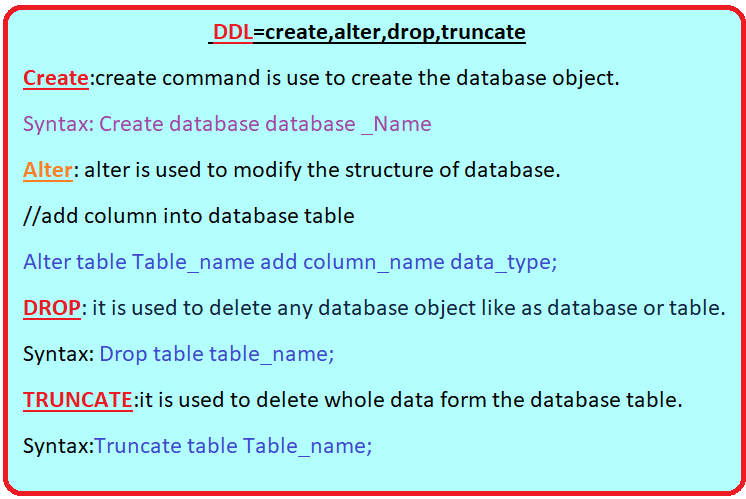 DDL=create,alter,drop,truncate
Create:create command is use to create the database object.
Syntax: Create database database _Name
Alter: alter is used to modify the structure of database.
//add column into database table
Alter table Table_name add column_name data_type;
DROP: it is used to delete any database object like as database or table.
Syntax: Drop table table_name;
TRUNCATE:it is used to delete whole data form the database table.
Syntax:Truncate table Table_name;